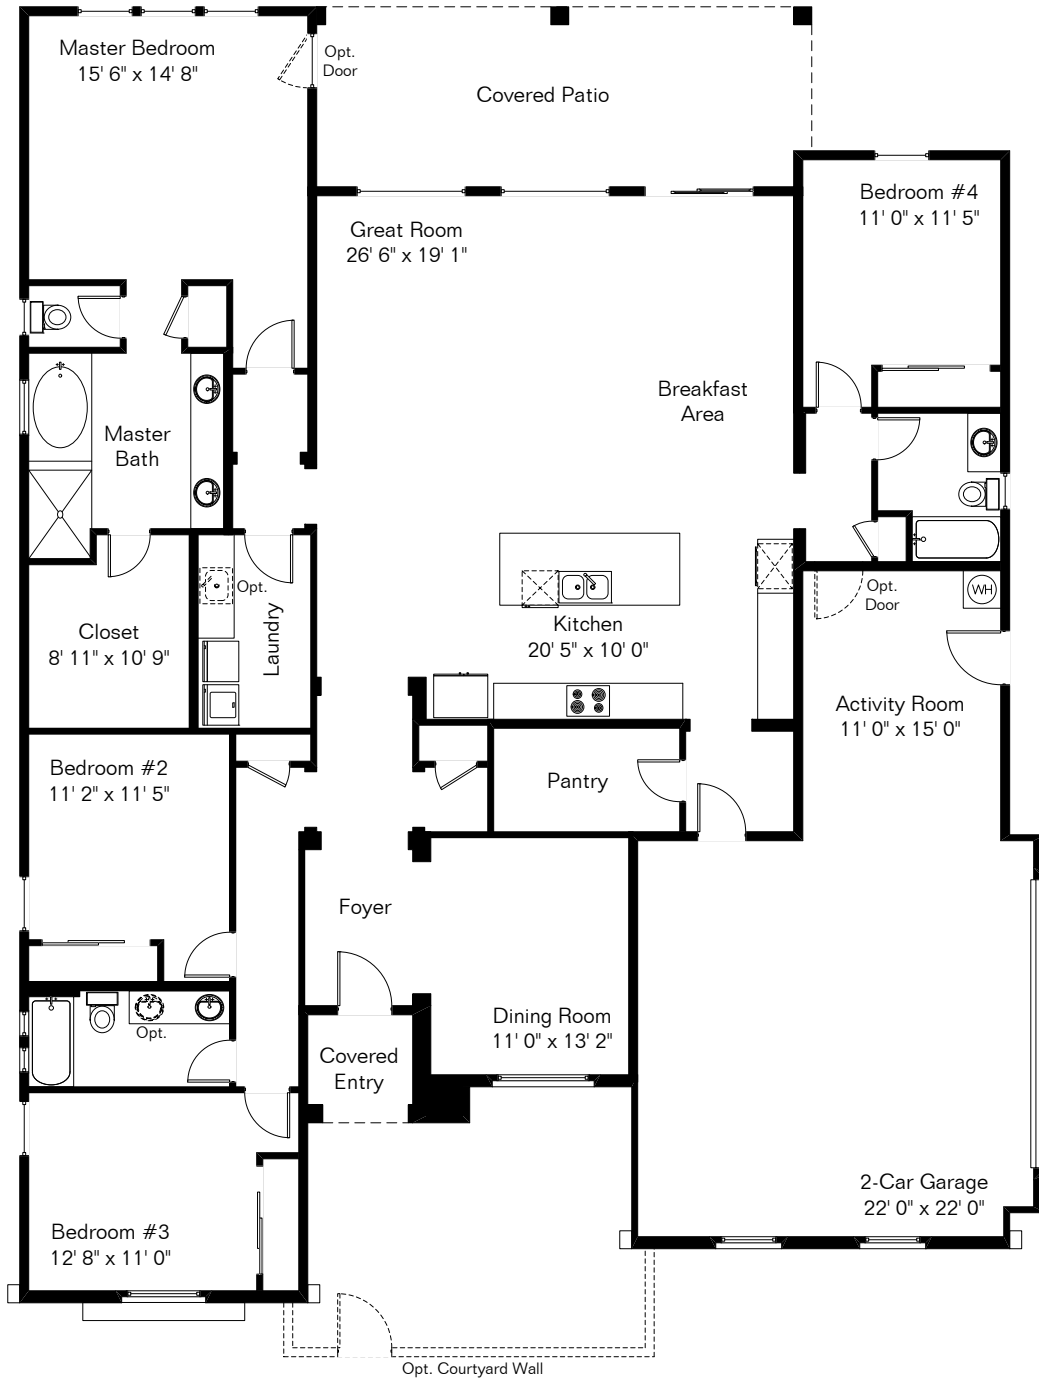 Master Bedroom
15' 6" x 14' 8"
Opt.
Door
Covered Patio
Bedroom #4
11' 0" x 11' 5"
Great Room
26' 6" x 19' 1"
Breakfast
Area
Master
Bath
Opt.
Laundry
Closet
8' 11" x 10' 9"
Kitchen
20' 5" x 10' 0"
Opt.
Door
WH
Activity Room
11' 0" x 15' 0"
Bedroom #2
11' 2" x 11' 5"
Pantry
Foyer
Opt.
Dining Room
11' 0" x 13' 2"
Covered
Entry
2-Car Garage
22' 0" x 22' 0"
Bedroom #3
12' 8" x 11' 0"
Opt. Courtyard Wall